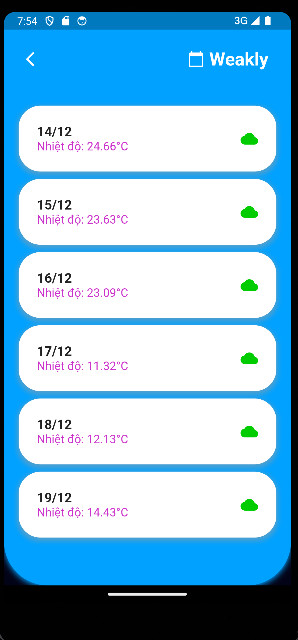 7:54
3G
Weakly
14/12
Nhiệt độ: 24.66°C
15/12
Nhiệt độ: 23.63°C
16/12
Nhiệt độ: 23.09°C
17/12
Nhiệt độ: 11.32°C
18/12
Nhiệt độ: 12.13°C
19/12
Nhiệt độ: 14.43°C